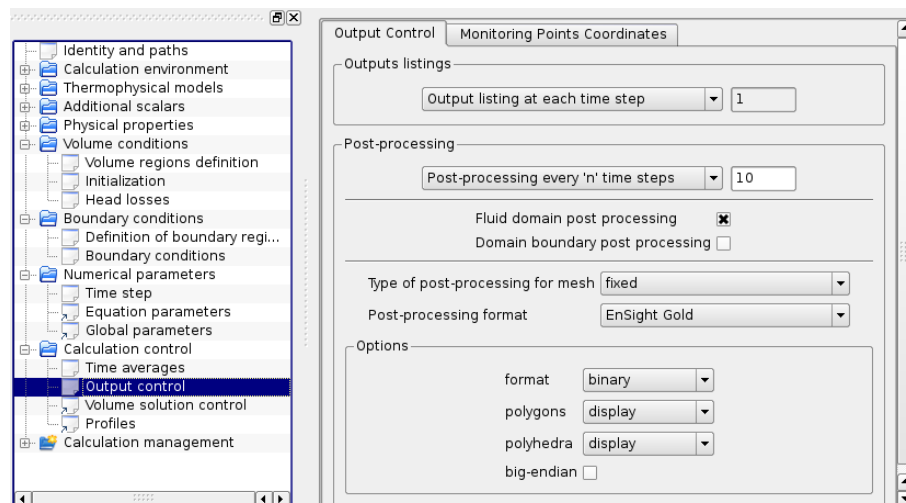 Identity and paths
Calculation environment
Thermophysical models
Additional scalars
Physical properties
Volume conditions
Volume regions definition
Initialization
Head losses
Boundary conditions
Definition of boundary regi...
Boundary conditions
Numerical parameters
Time step
Equation parameters
Global parameters
Calculation control
Time averages
Output control
Volume solution control
Profiles
Calculation management
Output Control
Monitoring Points Coordinates
Outputs listings
Output listing at each time step
1
Post-processing
Post-processing every 'n' time steps
10
Fluid domain post processing
Domain boundary post processing
Type of post-processing for mesh
fixed
Post-processing format
EnSight Gold
Options
format
binary
polygons
display
polyhedra
display
big-endian